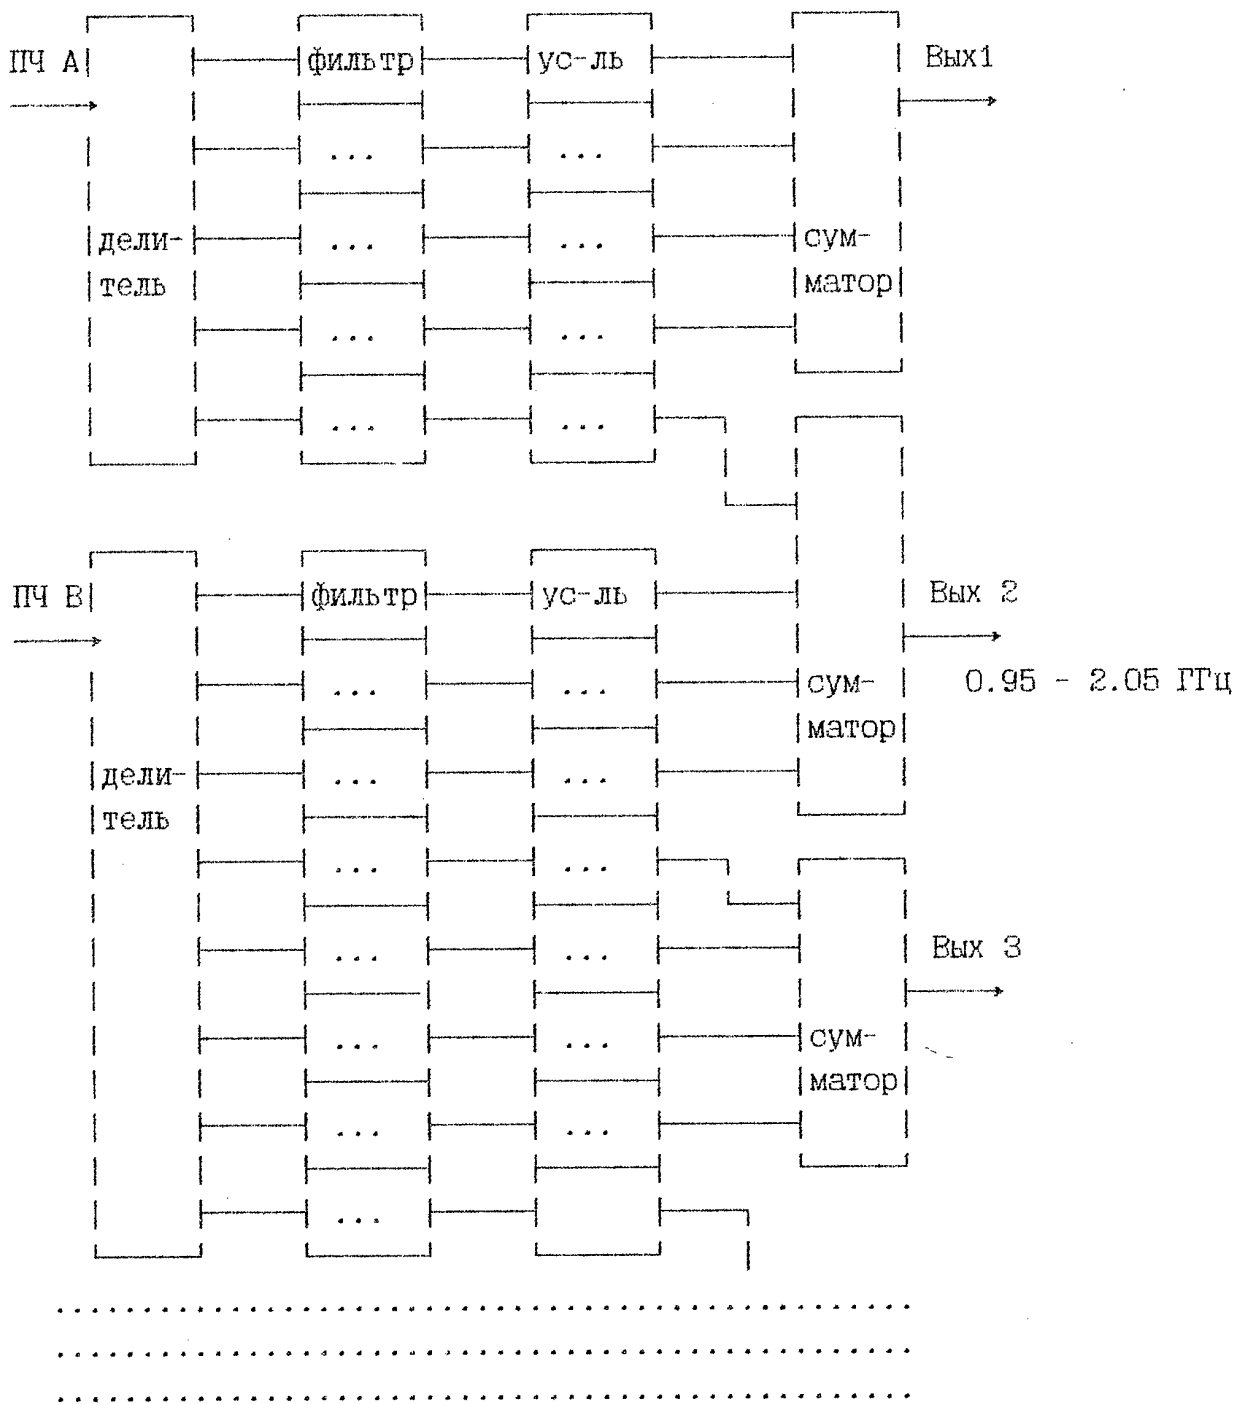 ПЧ А
фильтр
ус-ль
Вых1
...
...
дели-
...
...
сум-
тель
матор
...
...
...
...
ПЧ В
фильтр
ус-ль
Вых 2
...
...
сум-
0.95 - 2.05 ГГц
матор
дели-
...
...
тель
...
...
...
...
Вых 3
...
...
сум-
матор
...
...
...